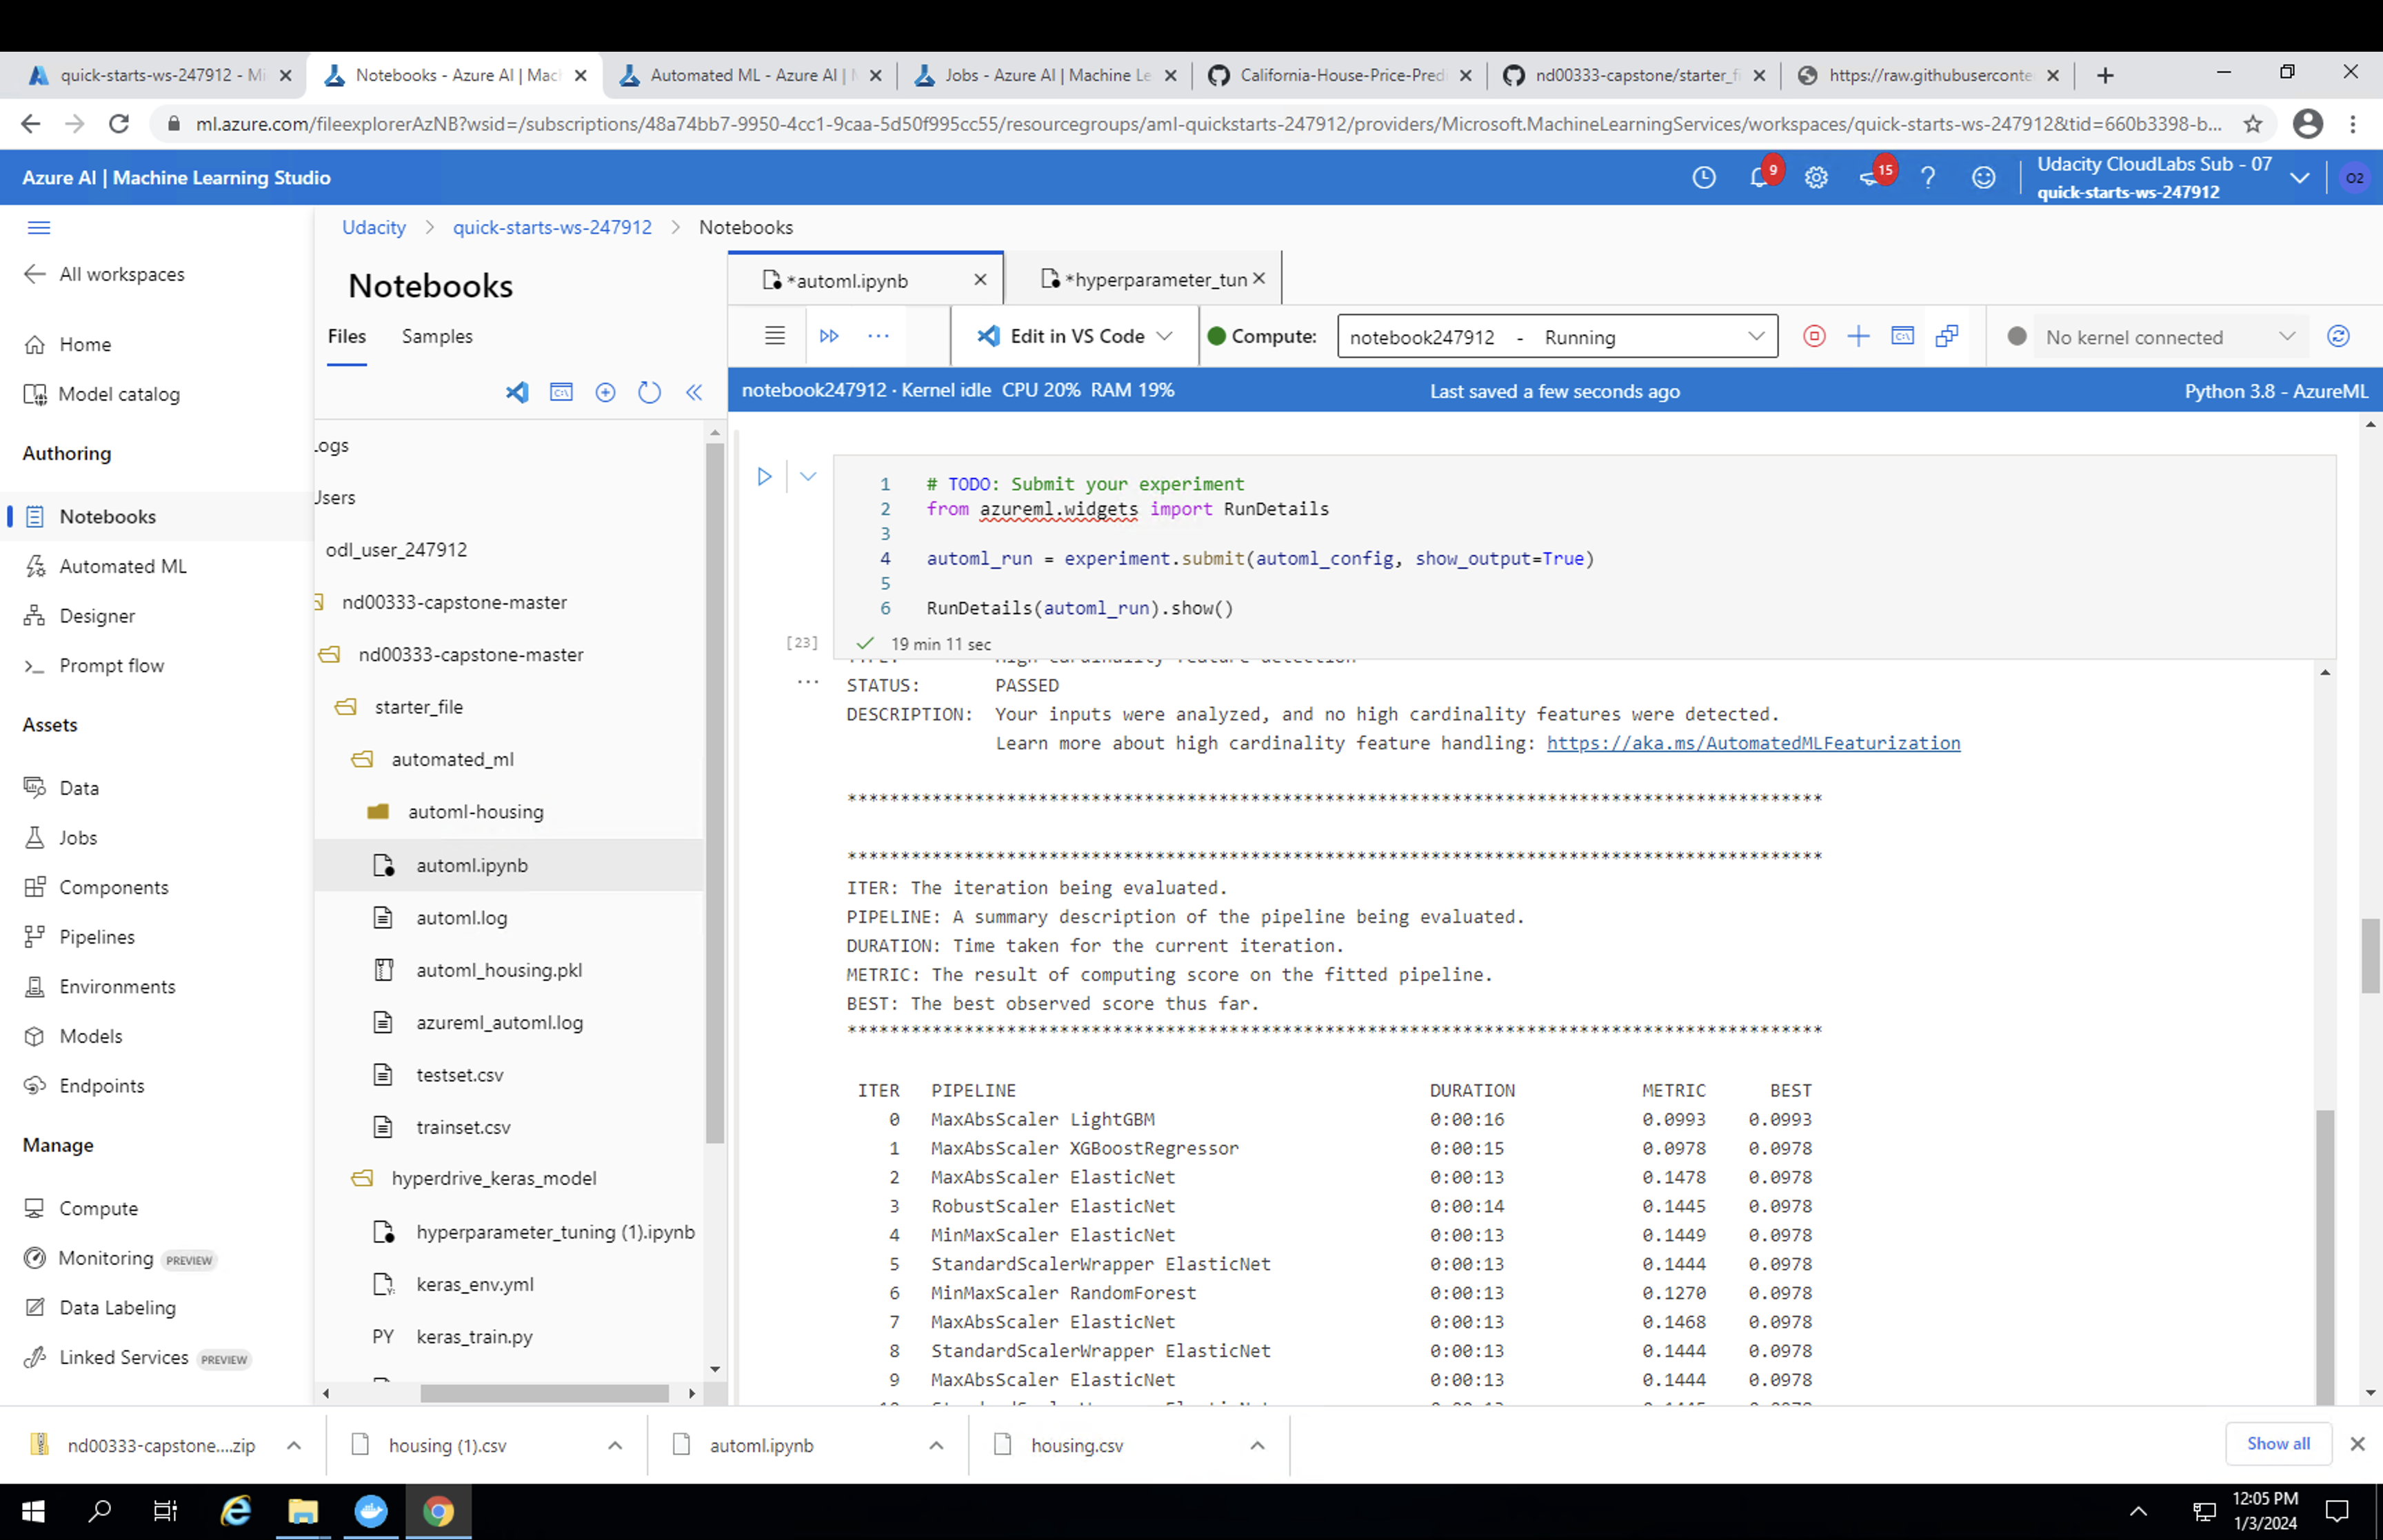 quick-starts-ws-247912 - Mi
Notebooks - Azure AI | Mach
Automated ML - Azure AI | M
Jobs - Azure AI | Machine Le
California-House-Price-Predi
nd00333-capstone/starter_fi
https://raw.githubuserconte
ml.azure.com/fileexplorerAzNB?wsid=/subscriptions/48a74bb7-9950-4cc1-9caa-5d50f995cc55/resourcegroups/aml-quickstarts-247912/providers/Microsoft.MachineLearningServices/workspaces/quick-starts-ws-247912&tid=660b3398-b...
Azure AI | Machine Learning Studio
9
15
Udacity CloudLabs Sub - 07
quick-starts-ws-247912
O2
All workspaces
Home
Model catalog
Authoring
Notebooks
Automated ML
Designer
Prompt flow
Assets
Data
Jobs
Components
Pipelines
Environments
Models
Endpoints
Manage
Compute
Monitoring PREVIEW
Data Labeling
Linked Services PREVIEW
Udacity > quick-starts-ws-247912 > Notebooks
Notebooks
Files Samples
Logs
Users
odl_user_247912
nd00333-capstone-master
nd00333-capstone-master
starter_file
automated_ml
automl-housing
automl.ipynb
automl.log
automl_housing.pkl
azureml_automl.log
testset.csv
trainset.csv
hyperdrive_keras_model
hyperparameter_tuning (1).ipynb
keras_env.yml
PY keras_train.py
*automl.ipynb
*hyperparameter_tun
Edit in VS Code
Compute:
notebook247912 - Running
No kernel connected
notebook247912 · Kernel idle CPU 20% RAM 19%
Last saved a few seconds ago
Python 3.8 - AzureML
1 # TODO: Submit your experiment
2 from azureml.widgets import RunDetails
3
4 automl_run = experiment.submit(automl_config, show_output=True)
5
6 RunDetails(automl_run).show()
[23] 19 min 11 sec
TYPE: High cardinality feature detection
STATUS: PASSED
DESCRIPTION: Your inputs were analyzed, and no high cardinality features were detected.
Learn more about high cardinality feature handling: https://aka.ms/AutomatedMLFeaturization
********************************************************************************************
********************************************************************************************
ITER: The iteration being evaluated.
PIPELINE: A summary description of the pipeline being evaluated.
DURATION: Time taken for the current iteration.
METRIC: The result of computing score on the fitted pipeline.
BEST: The best observed score thus far.
********************************************************************************************
ITER PIPELINE DURATION METRIC BEST
0 MaxAbsScaler LightGBM 0:00:16 0.0993 0.0993
1 MaxAbsScaler XGBoostRegressor 0:00:15 0.0978 0.0978
2 MaxAbsScaler ElasticNet 0:00:13 0.1478 0.0978
3 RobustScaler ElasticNet 0:00:14 0.1445 0.0978
4 MinMaxScaler ElasticNet 0:00:13 0.1449 0.0978
5 StandardScalerWrapper ElasticNet 0:00:13 0.1444 0.0978
6 MinMaxScaler RandomForest 0:00:13 0.1270 0.0978
7 MaxAbsScaler ElasticNet 0:00:13 0.1468 0.0978
8 StandardScalerWrapper ElasticNet 0:00:13 0.1444 0.0978
9 MaxAbsScaler ElasticNet 0:00:13 0.1444 0.0978
nd00333-capstone....zip
housing (1).csv
automl.ipynb
housing.csv
Show all
12:05 PM
1/3/2024